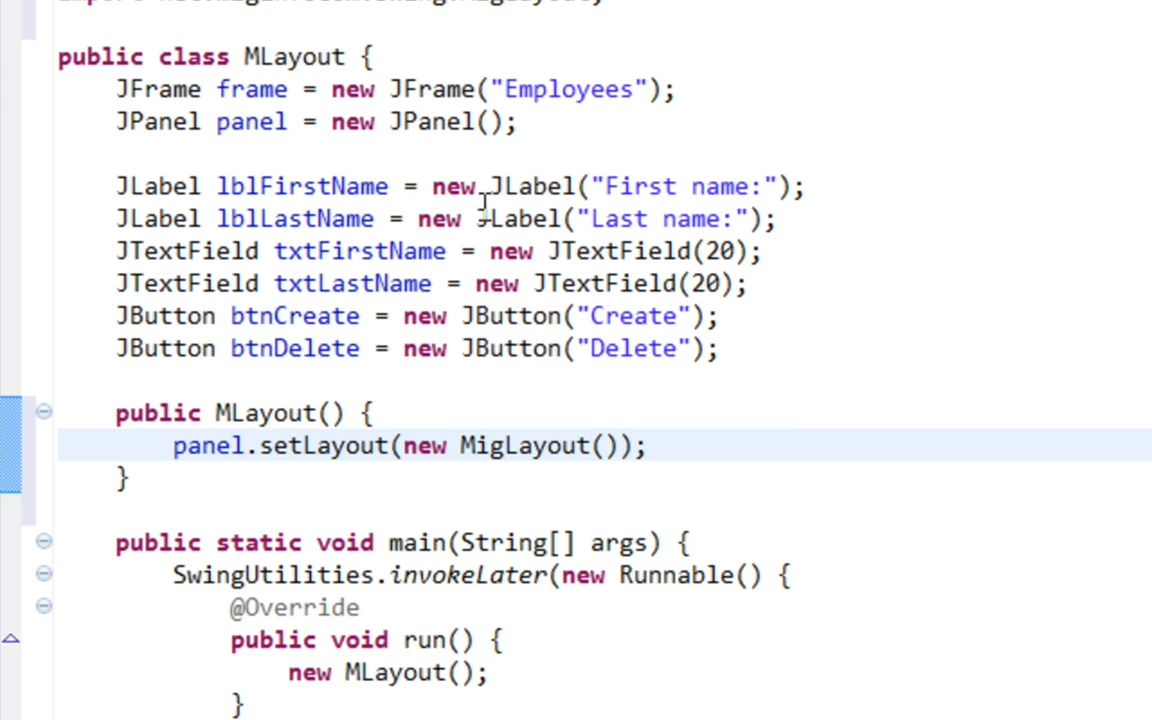 public class MLayout {
JFrame frame = new JFrame("Employees");
JPanel panel = new JPanel();
JLabel lblFirstName = new JLabel("First name:");
JLabel lblLastName = new JLabel("Last name:");
JTextField txtFirstName = new JTextField(20);
JTextField txtLastName = new JTextField(20);
JButton btnCreate = new JButton("Create");
JButton btnDelete = new JButton("Delete");
public MLayout() {
panel.setLayout(new MigLayout());
}
public static void main(String[] args) {
SwingUtilities.invokeLater(new Runnable() {
@Override
public void run() {
new MLayout();
}